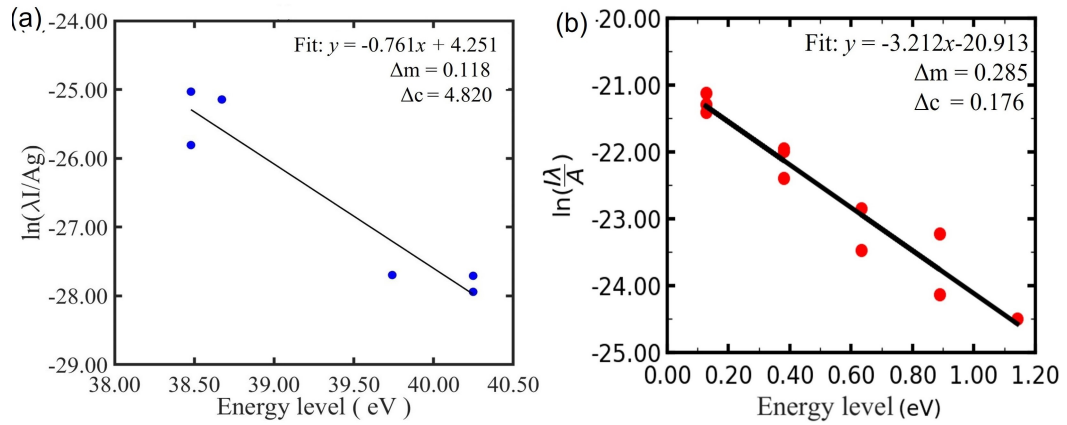 (a)
-24.00
-25.00
-26.00
-27.00
-28.00
-29.00
ln(λI/Ag)
Fit: y = -0.761x + 4.251
Δm = 0.118
Δc = 4.820
38.00 38.50 39.00 39.50 40.00 40.50
Energy level ( eV )
(b)
-20.00
-21.00
-22.00
-23.00
-24.00
-25.00
ln(Iλ/A)
Fit: y = -3.212x-20.913
Δm = 0.285
Δc = 0.176
0.00 0.20 0.40 0.60 0.80 1.00 1.20
Energy level (eV)